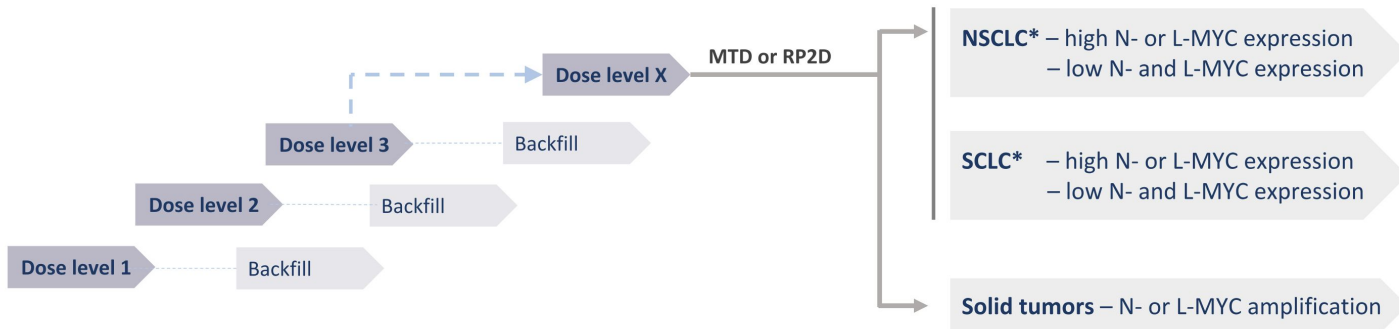 NSCLC* – high N- or L-MYC expression
– low N- and L-MYC expression
MTD or RP2D
Dose level X
Dose level 3
Backfill
SCLC* – high N- or L-MYC expression
– low N- and L-MYC expression
Dose level 2
Backfill
Dose level 1
Backfill
Solid tumors – N- or L-MYC amplification